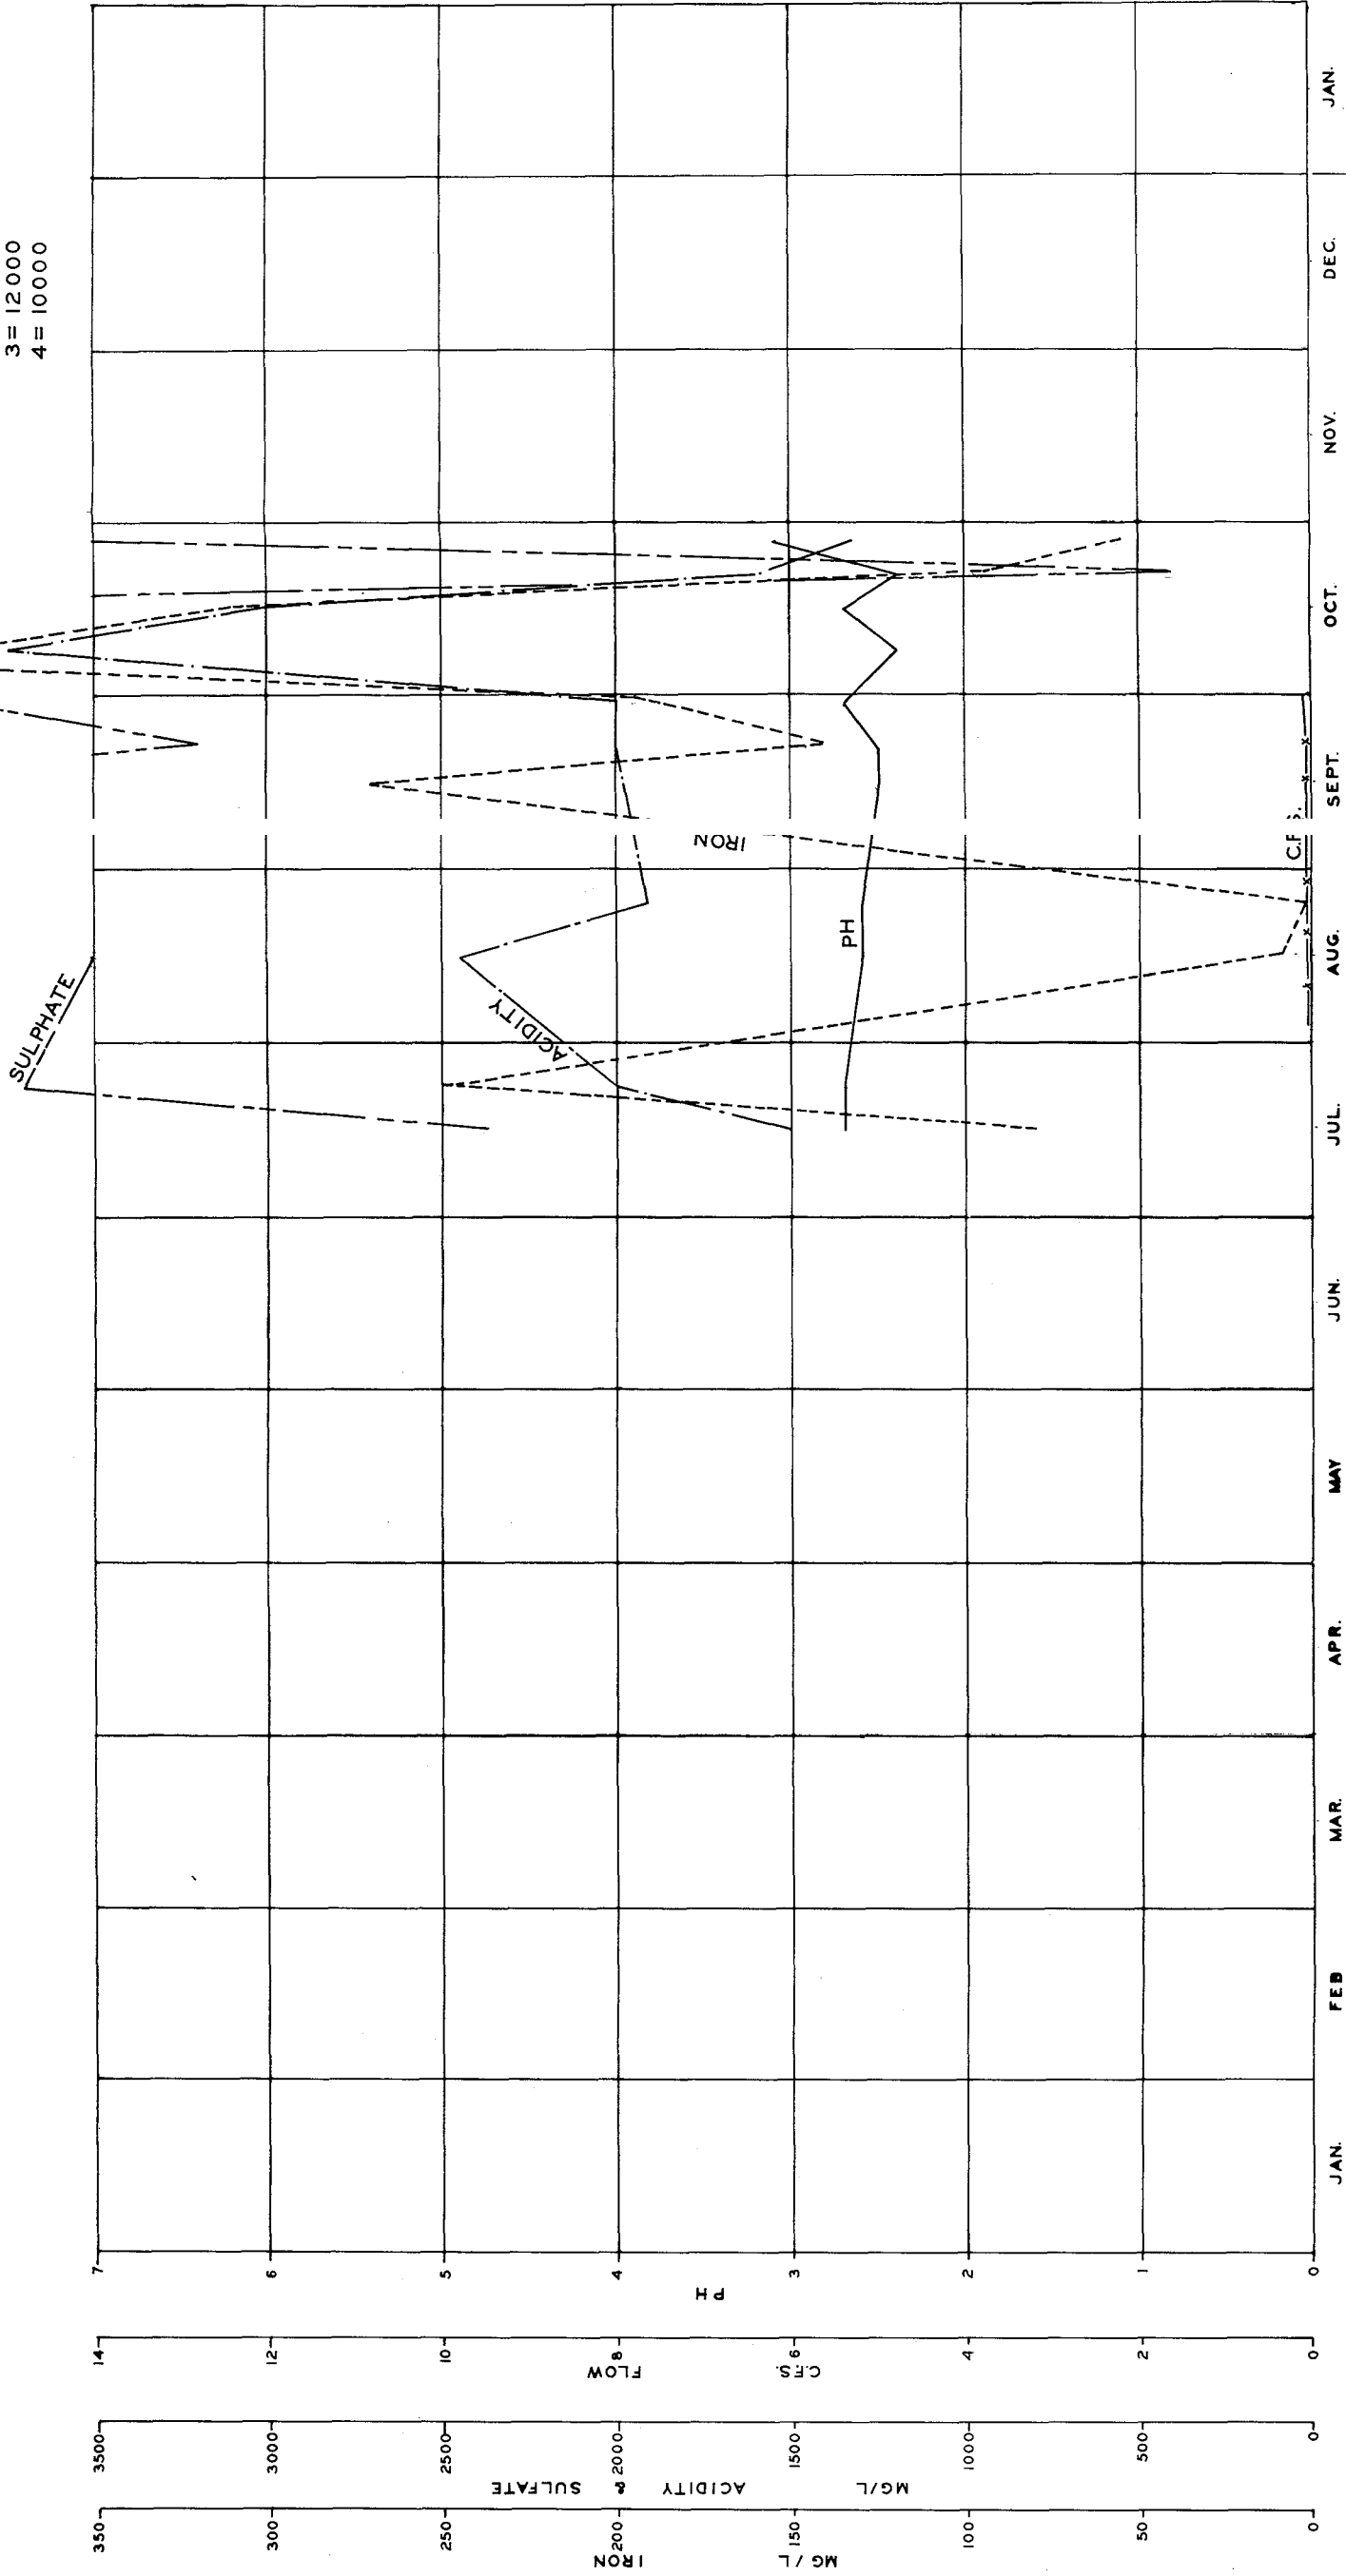 3 = 12000
4 = 10000
SULPHATE
ACIDITY
IRON
PH
C.F.S.
350
300
250
200
150
100
50
0
IRON
MG / L
3500
3000
2500
2000
1500
1000
500
0
ACIDITY & SULFATE
MG/L
14
12
10
8
6
4
2
0
FLOW
C.F.S.
7
6
5
4
3
2
1
0
PH
JAN.
FEB
MAR.
APR.
MAY
JUN.
JUL.
AUG.
SEPT.
OCT.
NOV.
DEC.
JAN.